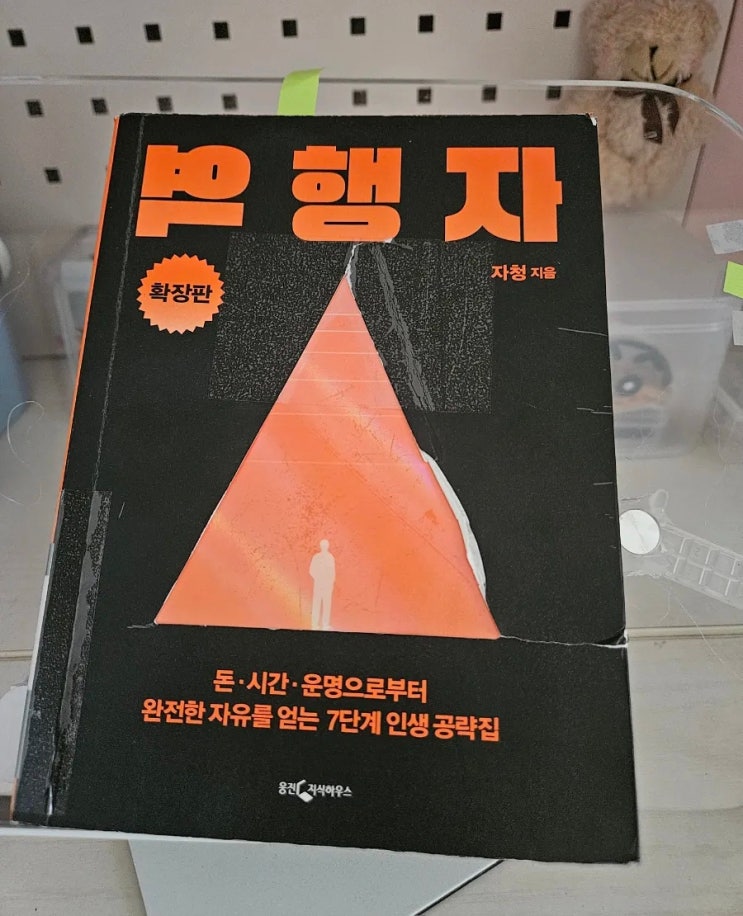 역행자
자청 지음
확장판
돈·시간·운명으로부터
완전한 자유를 얻는 7단계 인생 공략집
웅진 지식하우스